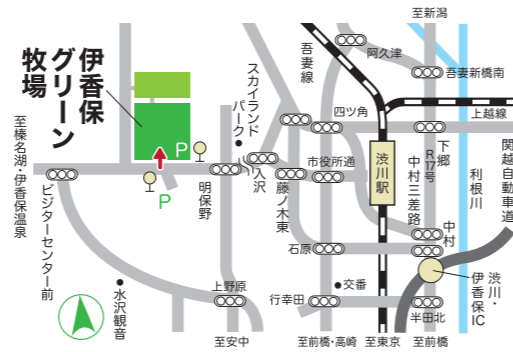 至新潟
伊香保
グリーン
牧場
スカイランド
パーク
吾妻線
阿久津
吾妻新橋南
四ツ角
上越線
至榛名湖・伊香保温泉
P
P
ビジターセンター前
明保野
入沢
藤ノ木東
市役所通
渋川駅
下郷
R17号
中村三差路
利根川
関越自動車道
中村
石原
水沢観音
上野原
交番
行幸田
半田北
渋川・
伊香保IC
至安中
至前橋・高崎
至東京
至前橋